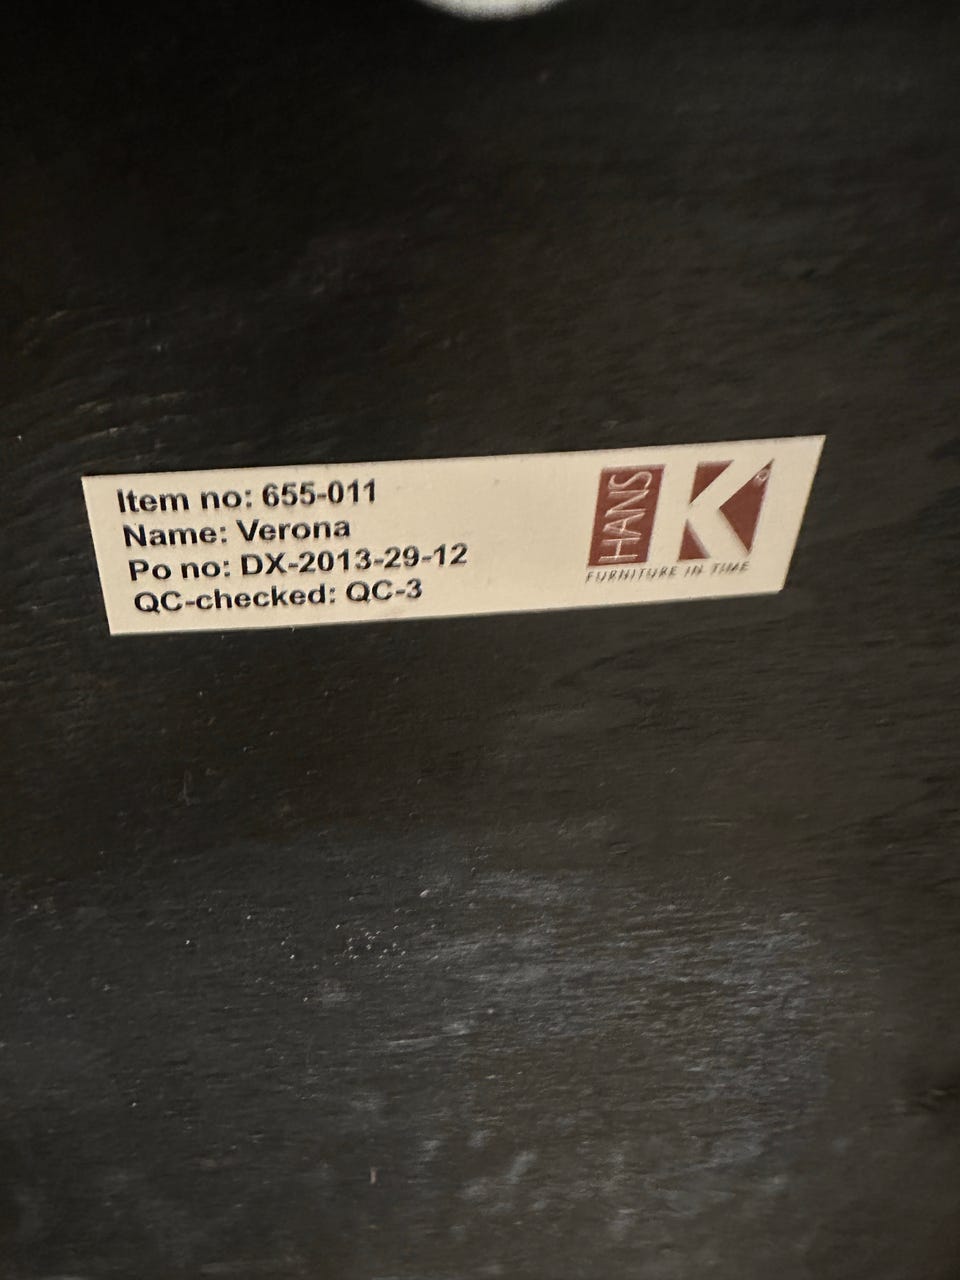 Item no: 655-011
Name: Verona
Po no: DX-2013-29-12
QC-checked: QC-3
HANS
K
FURNITURE IN TIME